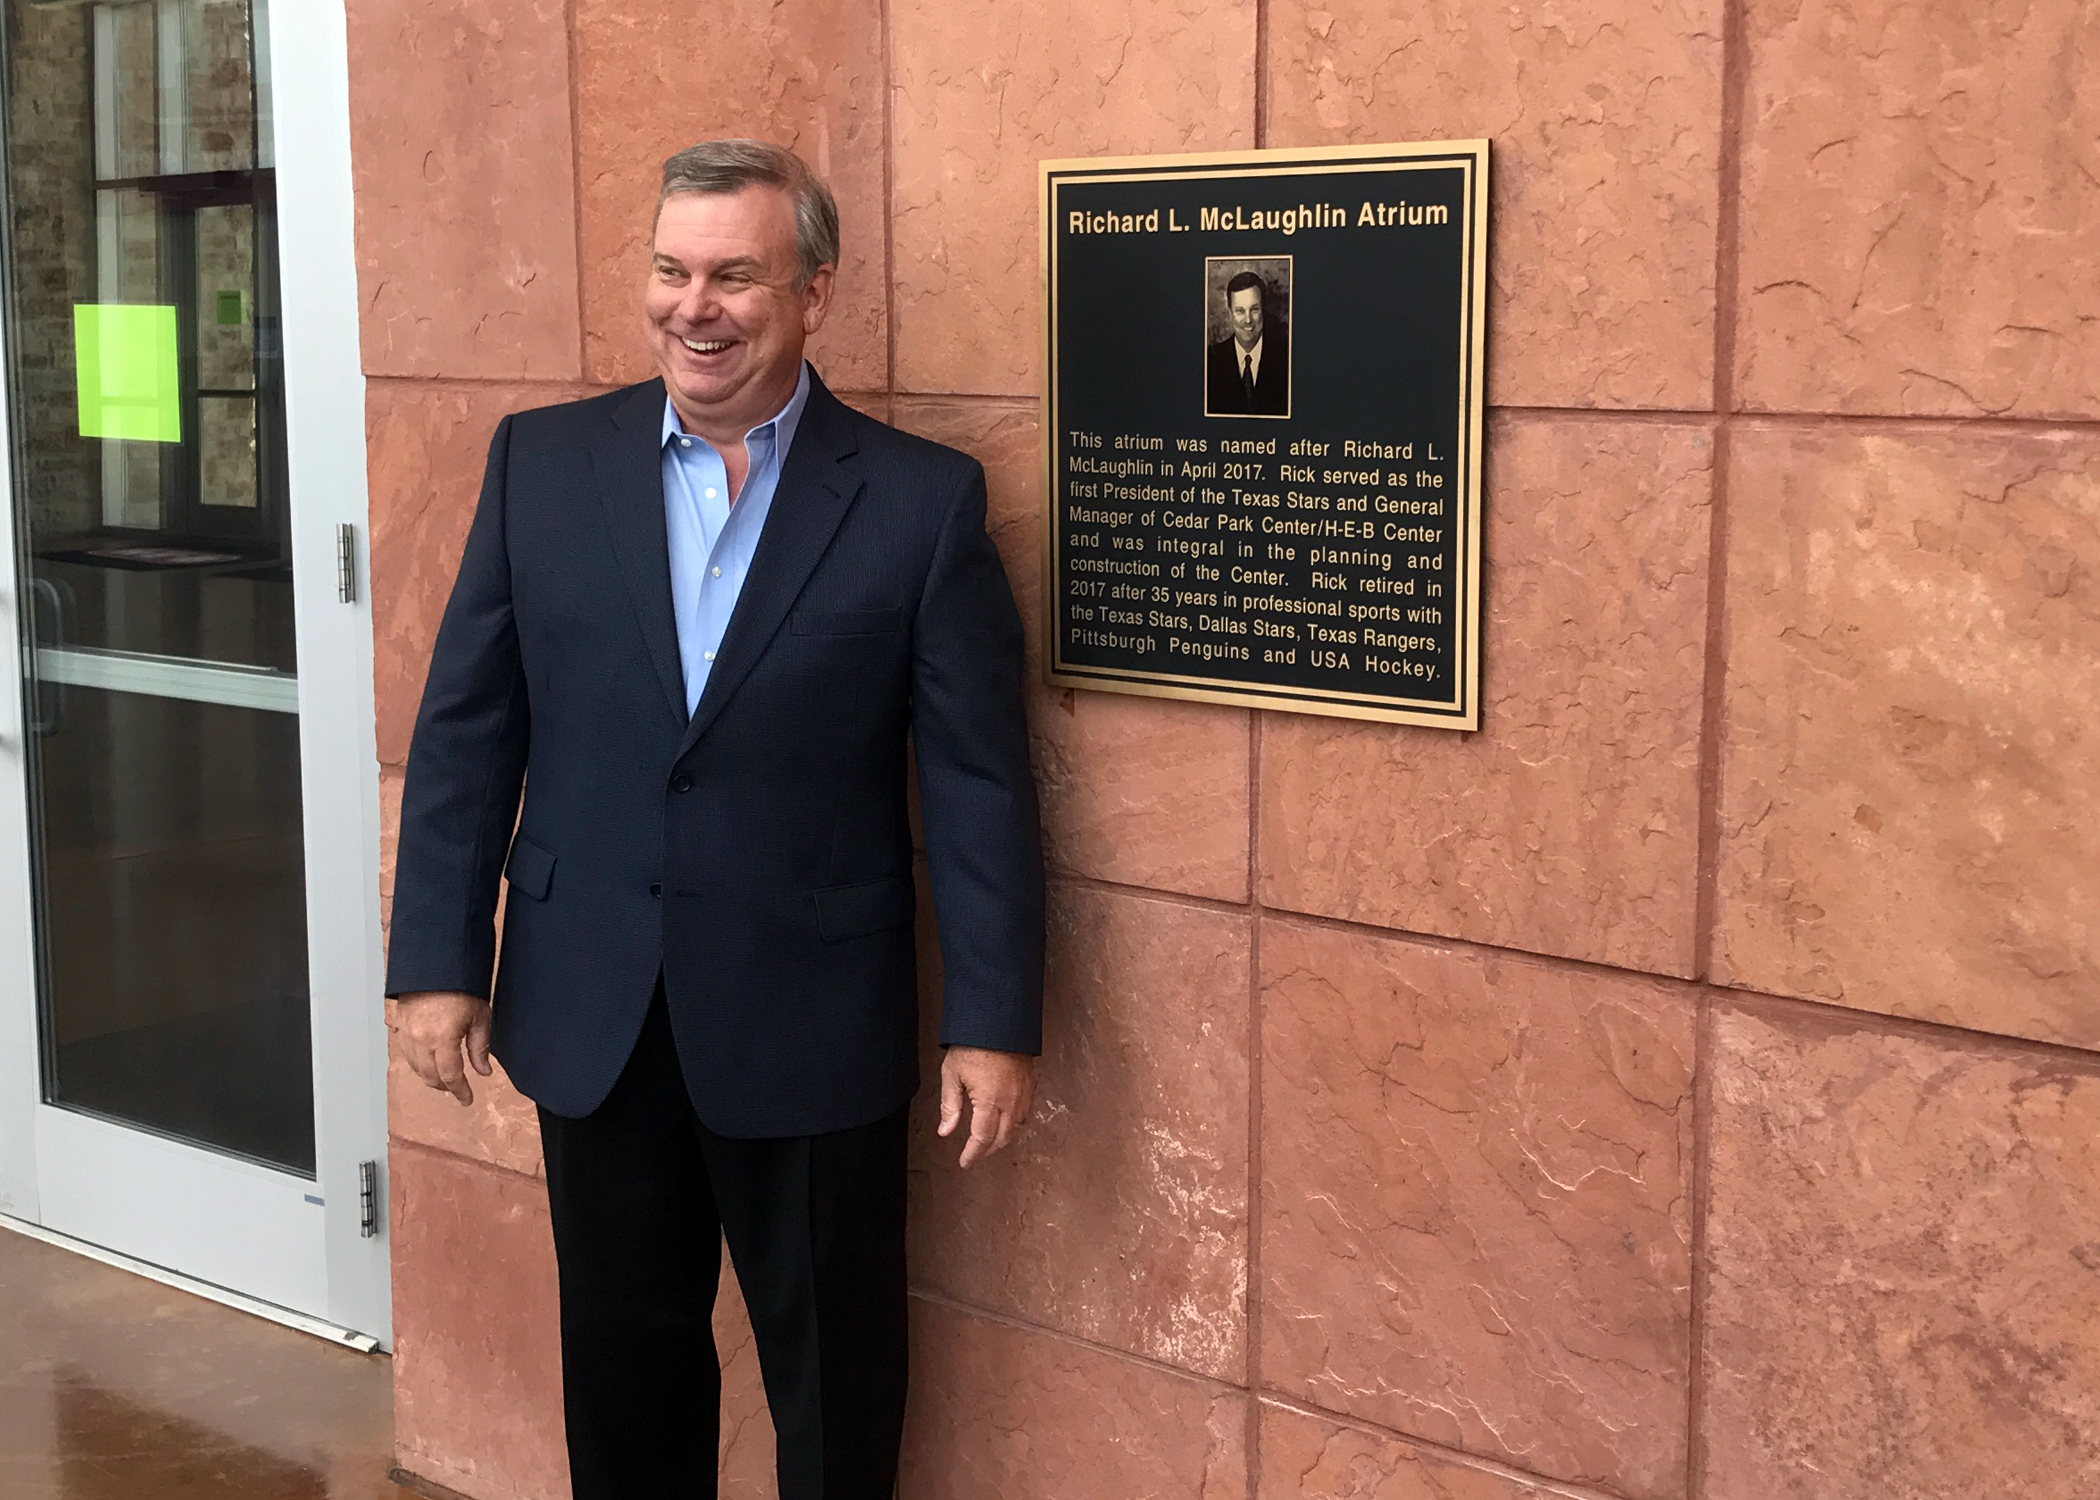 Richard L. McLaughlin Atrium
This atrium was named after Richard L.
McLaughlin in April 2017. Rick served as the
first President of the Texas Stars and General
Manager of Cedar Park Center/H-E-B Center
and was integral in the planning and
construction of the Center. Rick retired in
2017 after 35 years in professional sports with
the Texas Stars, Dallas Stars, Texas Rangers,
Pittsburgh Penguins and USA Hockey.